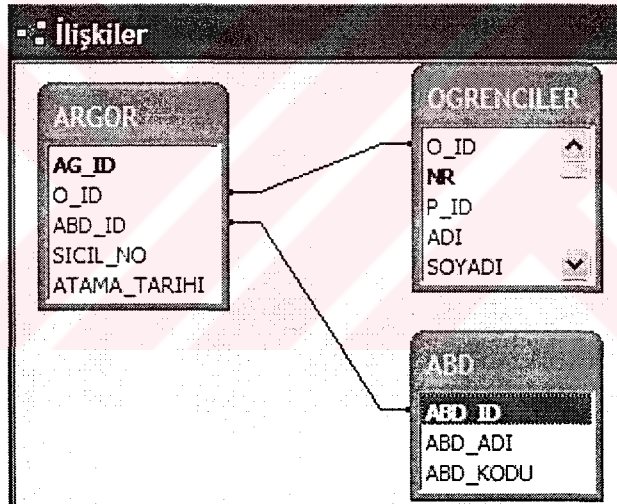 İlişkiler
ARGOR
AG_ID
O_ID
ABD_ID
SICIL_NO
ATAMA_TARIHI
OGRENCILER
O_ID
NR
P_ID
ADI
SOYADI
ABD
ABD_ID
ABD_ADI
ABD_KODU